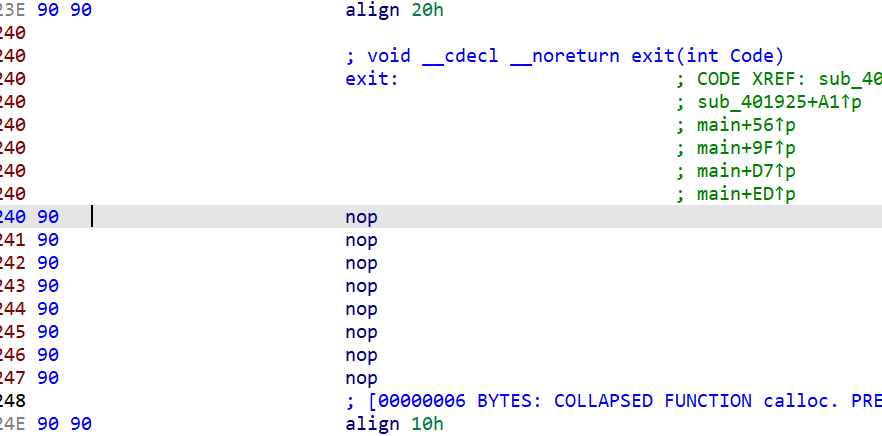 23E 90 90 align 20h
240
240 ; void __cdecl __noreturn exit(int Code)
240 exit: ; CODE XREF: sub_40
240 ; sub_401925+A1↑p
240 ; main+56↑p
240 ; main+9F↑p
240 ; main+D7↑p
240 ; main+ED↑p
240 90 nop
241 90 nop
242 90 nop
243 90 nop
244 90 nop
245 90 nop
246 90 nop
247 90 nop
248 ; [00000006 BYTES: COLLAPSED FUNCTION calloc. PRE
24E 90 90 align 10h